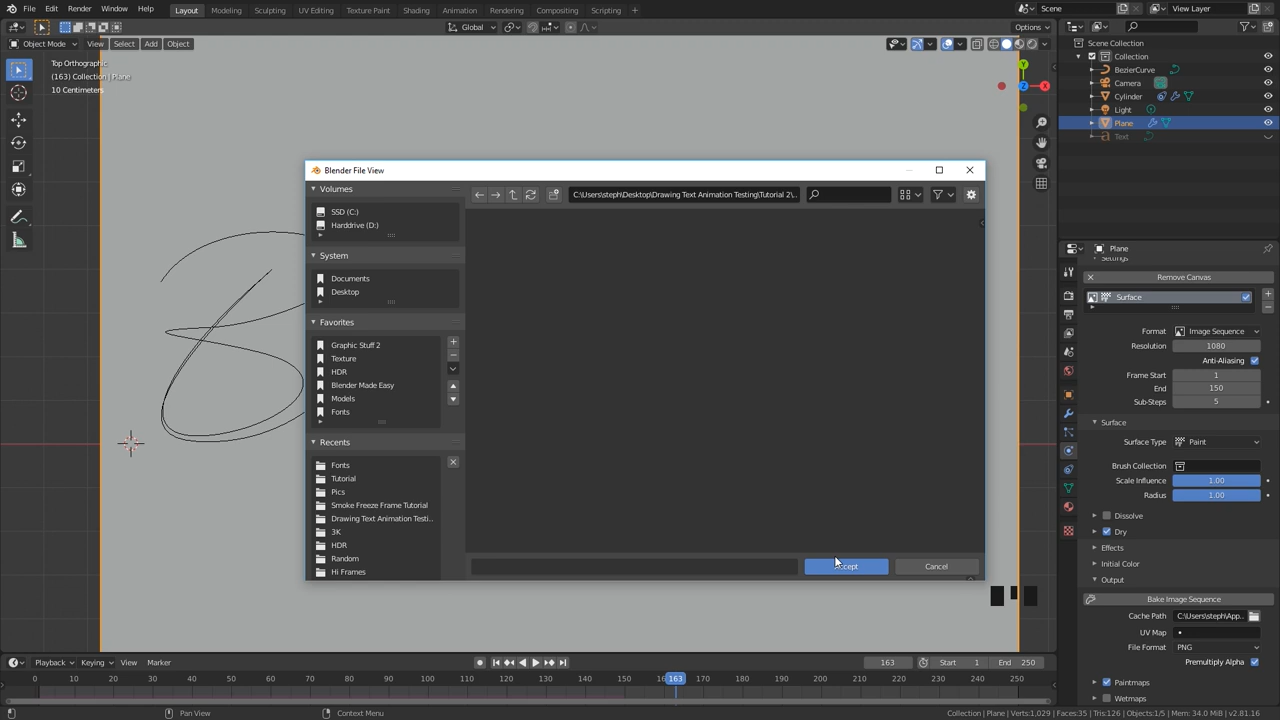 File Edit Render Window Help Layout Modeling Sculpting UV Editing Texture Paint Shading Animation Rendering Compositing Scripting Scene View Layer
Global Options
Object Mode View Select Add Object
Top Orthographic
(163) Collection | Plane
10 Centimeters
Y
Z
X
Scene Collection
Collection
BezierCurve
Camera
Cylinder
Light
Plane
Text
Blender File View
Volumes
SSD (C:)
Harddrive (D:)
System
Documents
Desktop
Favorites
Graphic Stuff 2
Texture
HDR
Blender Made Easy
Models
Fonts
Recents
Fonts
Tutorial
Pics
Smoke Freeze Frame Tutorial
Drawing Text Animation Testi..
3K
HDR
Random
Hi Frames
C:\Users\steph\Desktop\Drawing Text Animation Testing\Tutorial 2\..
Cancel
Plane
Settings
Remove Canvas
Surface
Format Image Sequence
Resolution 1080
Anti-Aliasing
Frame Start 1
End 150
Sub-Steps 5
Surface
Surface Type Paint
Brush Collection
Scale Influence 1.00
Radius 1.00
Dissolve
Dry
Effects
Initial Color
Output
Bake Image Sequence
Cache Path C:\Users\steph\App..
UV Map
File Format PNG
Premultiply Alpha
Paintmaps
Wetmaps
Playback Keying View Marker 163 Start 1 End 250
0 10 20 30 40 50 60 70 80 90 100 110 120 130 140 150 163 170 180 190 200 210 220 230 240 250
Pan View Context Menu Collection | Plane | Verts:1,029 | Faces:35 | Tris:126 | Objects:1/5 | Mem: 34.0 MiB | v2.81.16